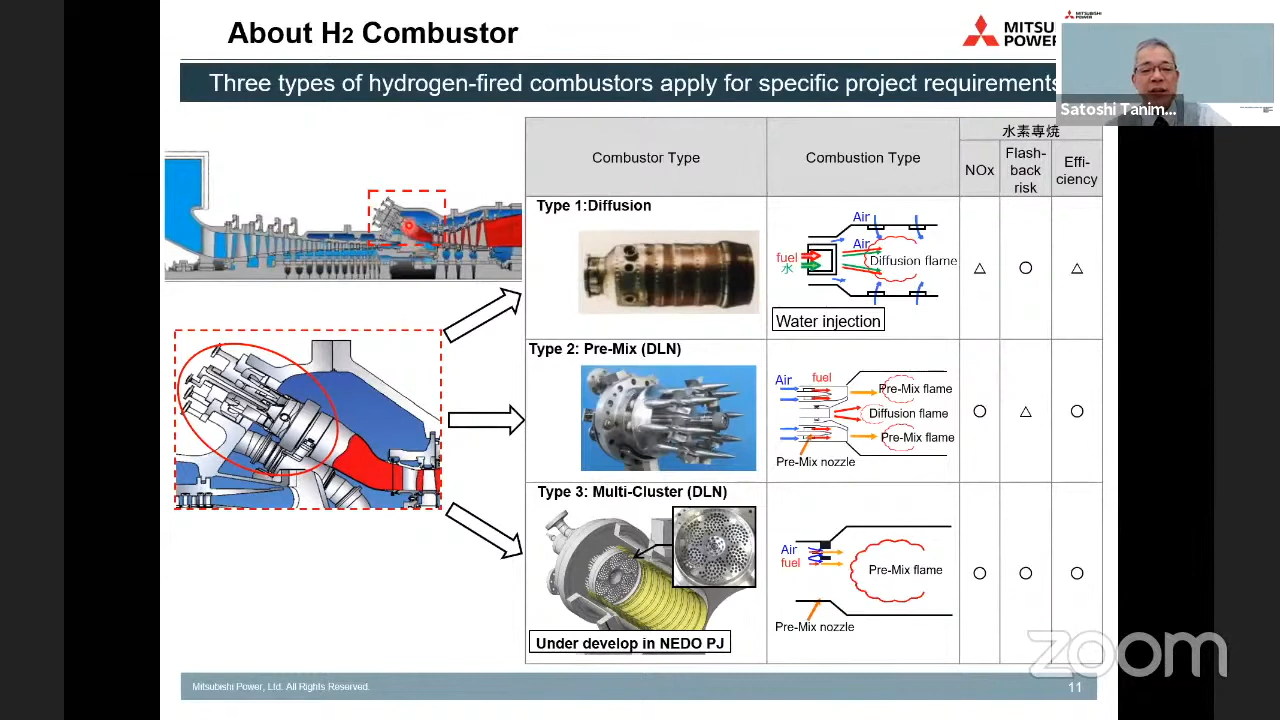 About H2 Combustor
MITSU
POWER
MITSUBISHI
POWER
Three types of hydrogen-fired combustors apply for specific project requirements
Satoshi Tanim...
Combustor Type
Combustion Type
水素専焼
NOx
Flash-
back
risk
Effi-
ciency
Type 1:Diffusion
Air
Air
fuel
水
Diffusion flame
Water injection
△ ○ △
Type 2: Pre-Mix (DLN)
Air
fuel
Pre-Mix flame
Diffusion flame
Pre-Mix flame
Pre-Mix nozzle
○ △ ○
Type 3: Multi-Cluster (DLN)
Under develop in NEDO PJ
Air
fuel
Pre-Mix flame
Pre-Mix nozzle
○ ○ ○
zoom
Mitsubishi Power, Ltd. All Rights Reserved.
11